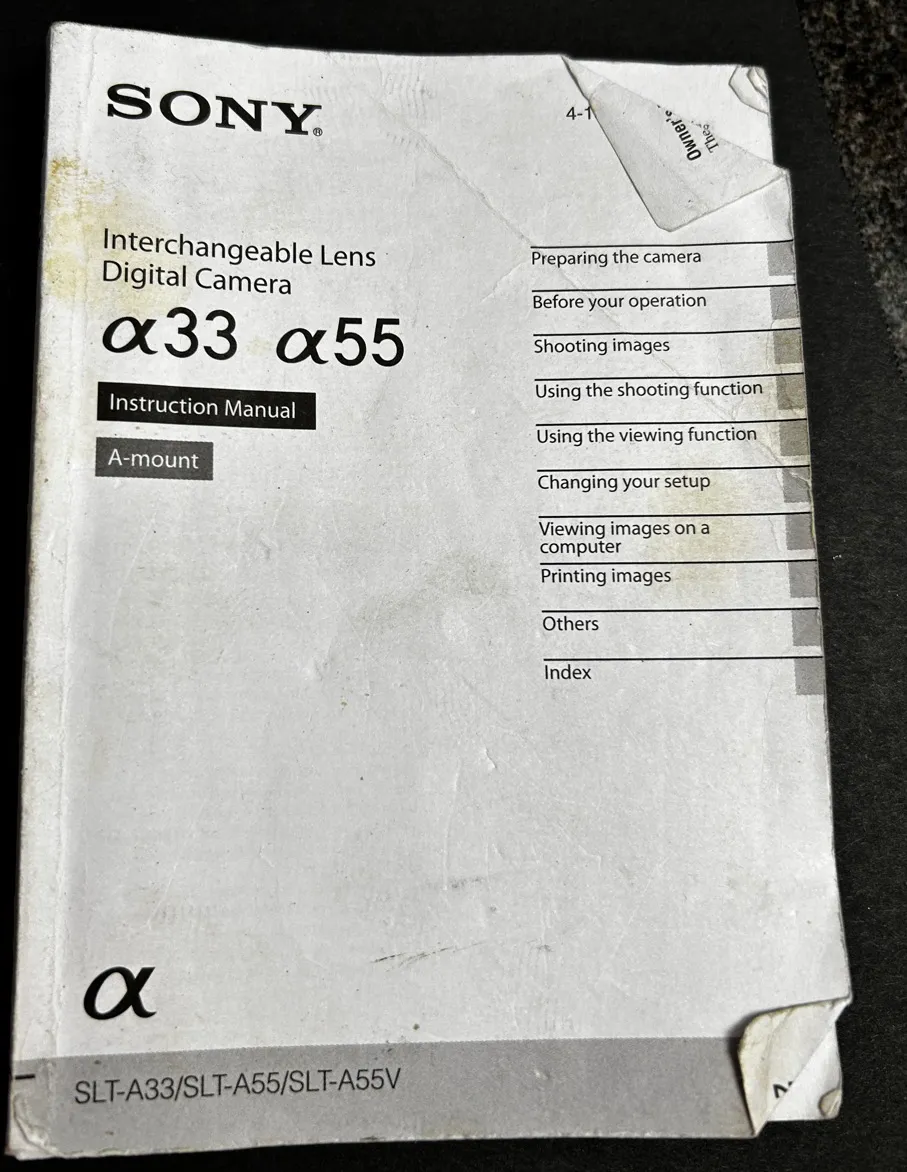 SONY®
4-1
Owner's
Interchangeable Lens
Digital Camera
α33 α55
Instruction Manual
A-mount
Preparing the camera
Before your operation
Shooting images
Using the shooting function
Using the viewing function
Changing your setup
Viewing images on a
computer
Printing images
Others
Index
α
SLT-A33/SLT-A55/SLT-A55V